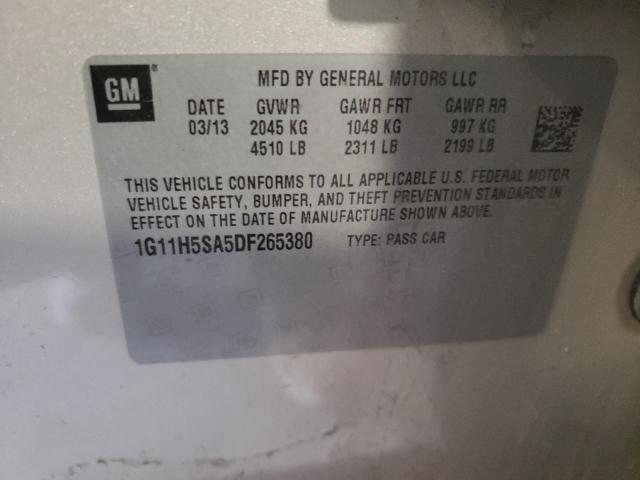 GM®
MFD BY GENERAL MOTORS LLC
DATE GVWR GAWR FRT GAWR RR
03/13 2045 KG 1048 KG 997 KG
4510 LB 2311 LB 2199 LB
THIS VEHICLE CONFORMS TO ALL APPLICABLE U.S. FEDERAL MOTOR
VEHICLE SAFETY, BUMPER, AND THEFT PREVENTION STANDARDS IN
EFFECT ON THE DATE OF MANUFACTURE SHOWN ABOVE.
1G11H5SA5DF265380 TYPE: PASS CAR